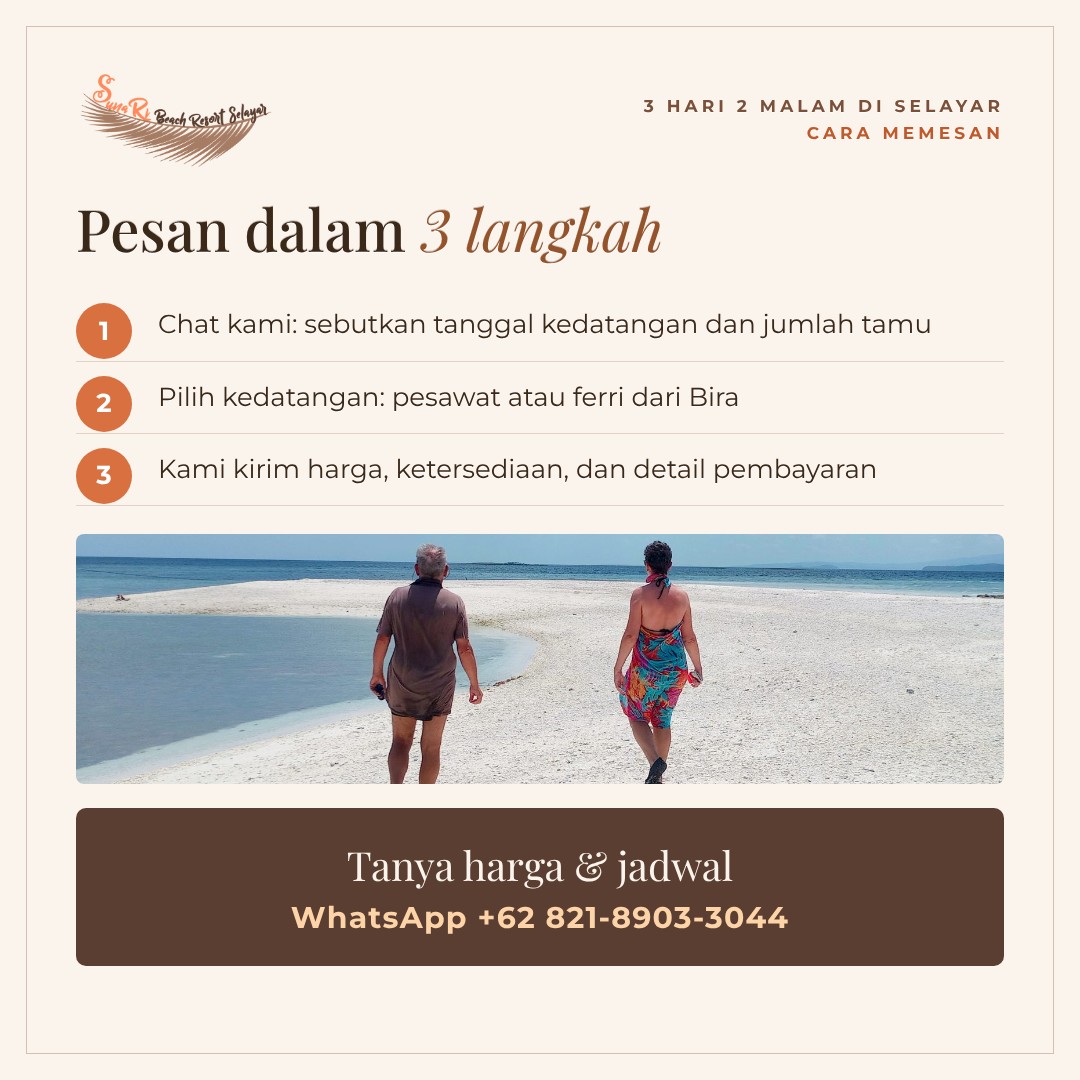 Suna Ri Beach Resort Selayar
3 HARI 2 MALAM DI SELAYAR
CARA MEMESAN
Pesan dalam 3 langkah
1 Chat kami: sebutkan tanggal kedatangan dan jumlah tamu
2 Pilih kedatangan: pesawat atau ferri dari Bira
3 Kami kirim harga, ketersediaan, dan detail pembayaran
Tanya harga & jadwal
WhatsApp +62 821-8903-3044